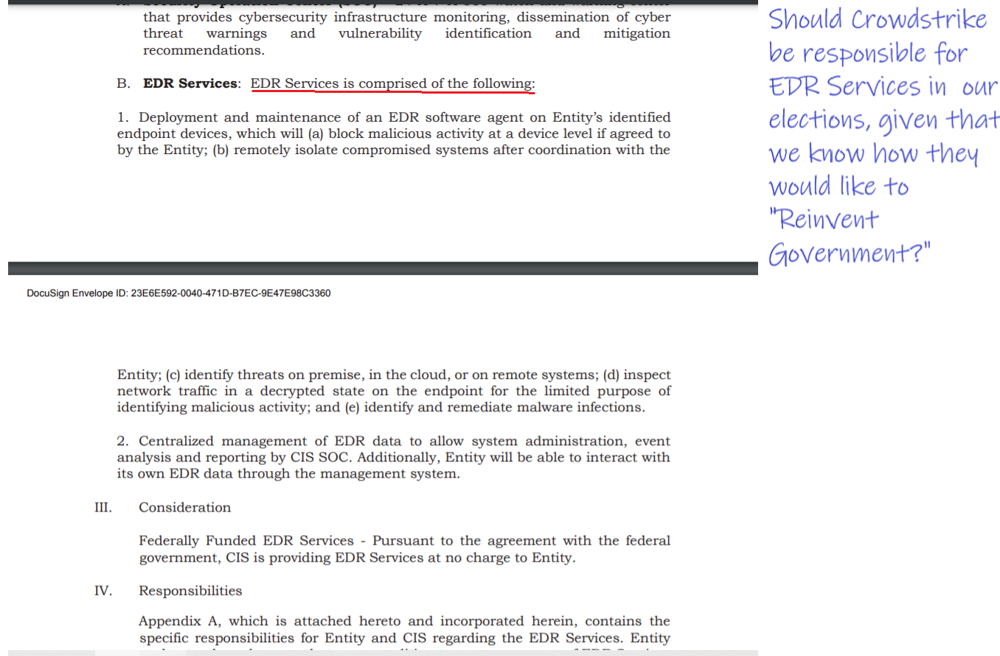 that provides cybersecurity infrastructure monitoring, dissemination of cyber
threat warnings and vulnerability identification and mitigation
recommendations.
B. EDR Services: EDR Services is comprised of the following:
1. Deployment and maintenance of an EDR software agent on Entity's identified
endpoint devices, which will (a) block malicious activity at a device level if agreed to
by the Entity; (b) remotely isolate compromised systems after coordination with the
DocuSign Envelope ID: 23E6E592-0040-471D-B7EC-9E47E98C3360
Entity; (c) identify threats on premise, in the cloud, or on remote systems; (d) inspect
network traffic in a decrypted state on the endpoint for the limited purpose of
identifying malicious activity; and (e) identify and remediate malware infections.
2. Centralized management of EDR data to allow system administration, event
analysis and reporting by CIS SOC. Additionally, Entity will be able to interact with
its own EDR data through the management system.
III. Consideration
Federally Funded EDR Services - Pursuant to the agreement with the federal
government, CIS is providing EDR Services at no charge to Entity.
IV. Responsibilities
Appendix A, which is attached hereto and incorporated herein, contains the
specific responsibilities for Entity and CIS regarding the EDR Services. Entity
Should Crowdstrike
be responsible for
EDR Services in our
elections, given that
we know how they
would like to
"Reinvent
Government?"